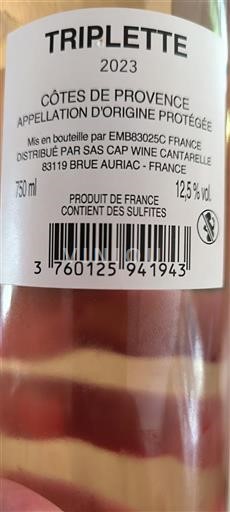 TRIPLETTE
2023
CÔTES DE PROVENCE
APPELLATION D'ORIGINE PROTÉGÉE
Mis en bouteille par EMB83025C FRANCE
DISTRIBUÉ PAR SAS CAP WINE CANTARELLE
83119 BRUE AURIAC - FRANCE
750 ml
12,5 % vol.
PRODUIT DE FRANCE
CONTIENT DES SULFITES
3 760125 941943